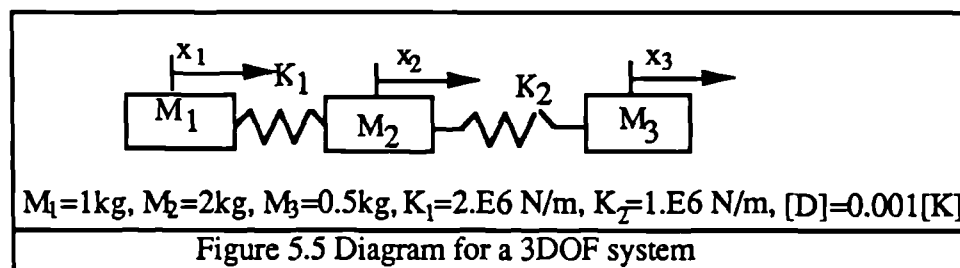 x1 K1 x2 K2 x3
M1 M2 M3
M1=1kg, M2=2kg, M3=0.5kg, K1=2.E6 N/m, K2=1.E6 N/m, [D]=0.001[K]
Figure 5.5 Diagram for a 3DOF system